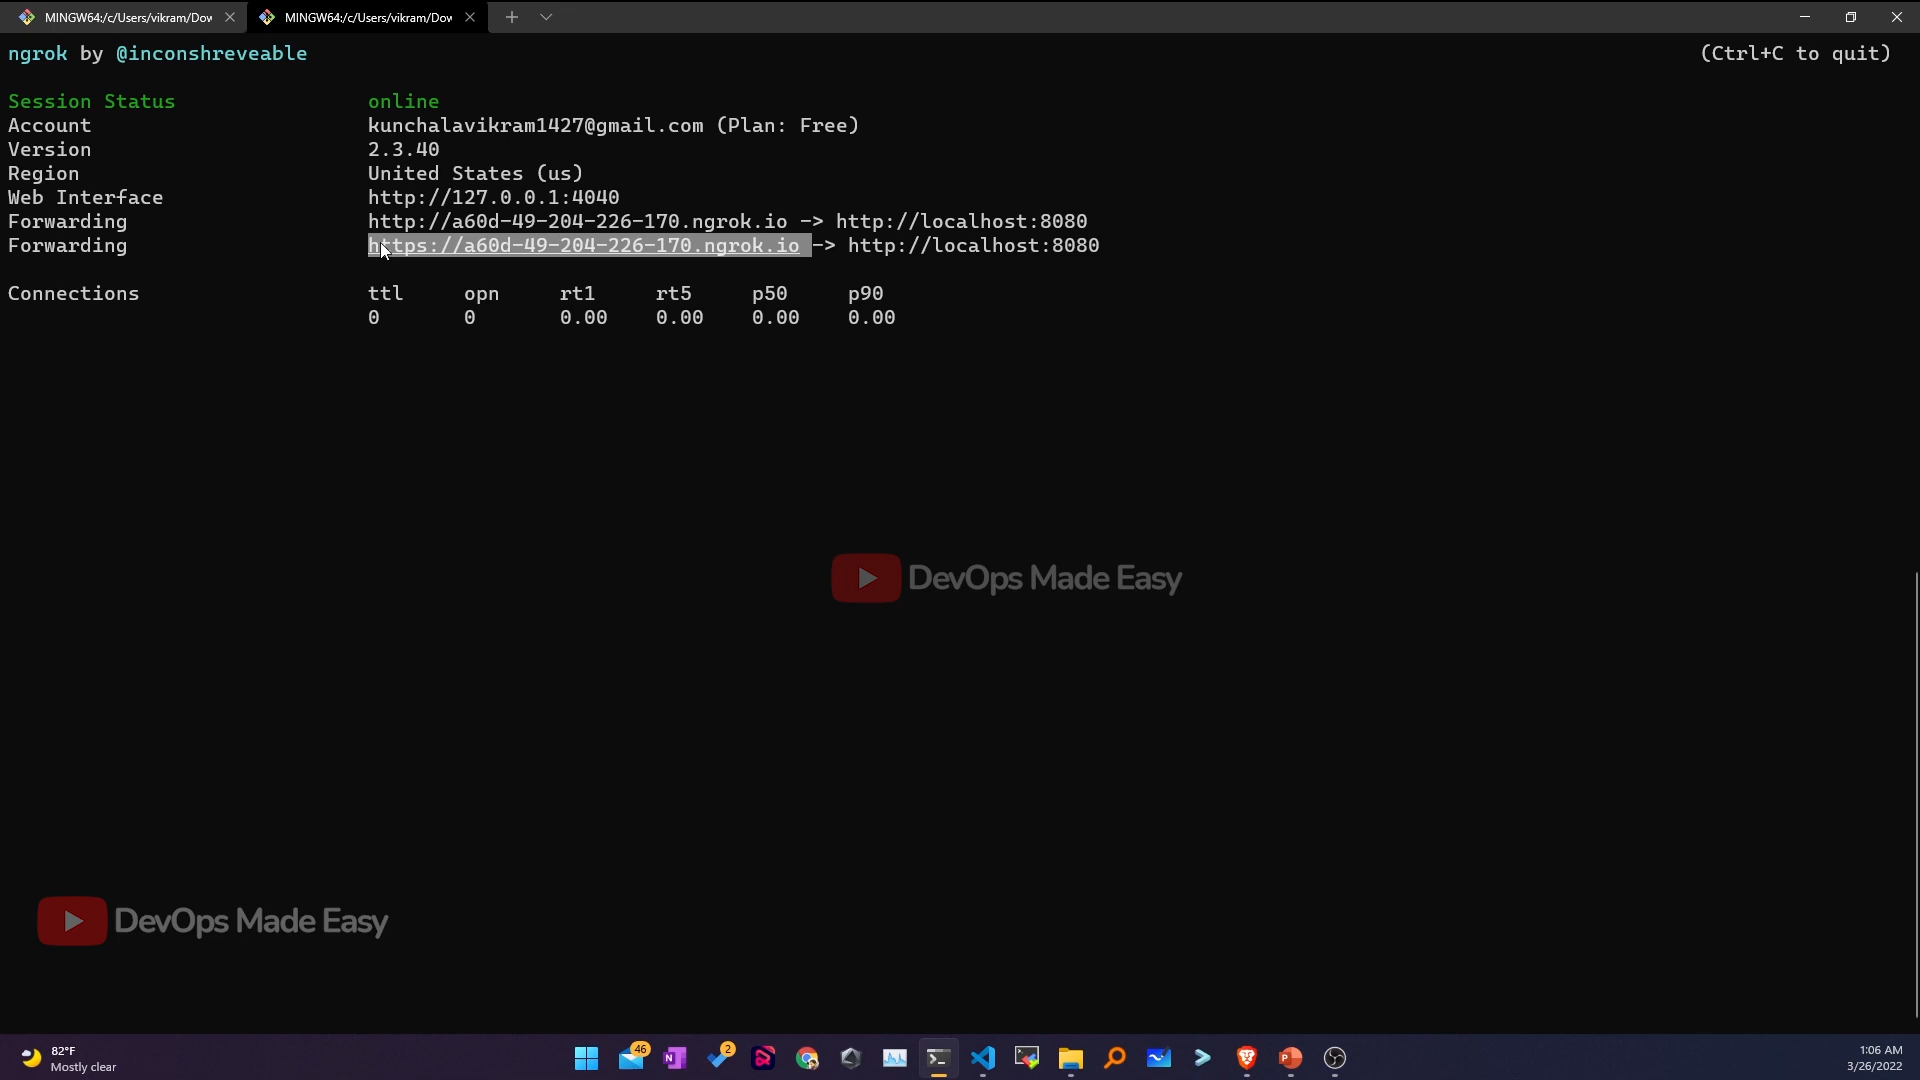 MINGW64:/c/Users/vikram/Dow
MINGW64:/c/Users/vikram/Dow
ngrok by @inconshreveable (Ctrl+C to quit)
Session Status online
Account kunchalavikram1427@gmail.com (Plan: Free)
Version 2.3.40
Region United States (us)
Web Interface http://127.0.0.1:4040
Forwarding http://a60d-49-204-226-170.ngrok.io -> http://localhost:8080
Forwarding https://a60d-49-204-226-170.ngrok.io -> http://localhost:8080
Connections ttl opn rt1 rt5 p50 p90
0 0 0.00 0.00 0.00 0.00
DevOps Made Easy
DevOps Made Easy
82°F
Mostly clear
46
2
1:06 AM
3/26/2022